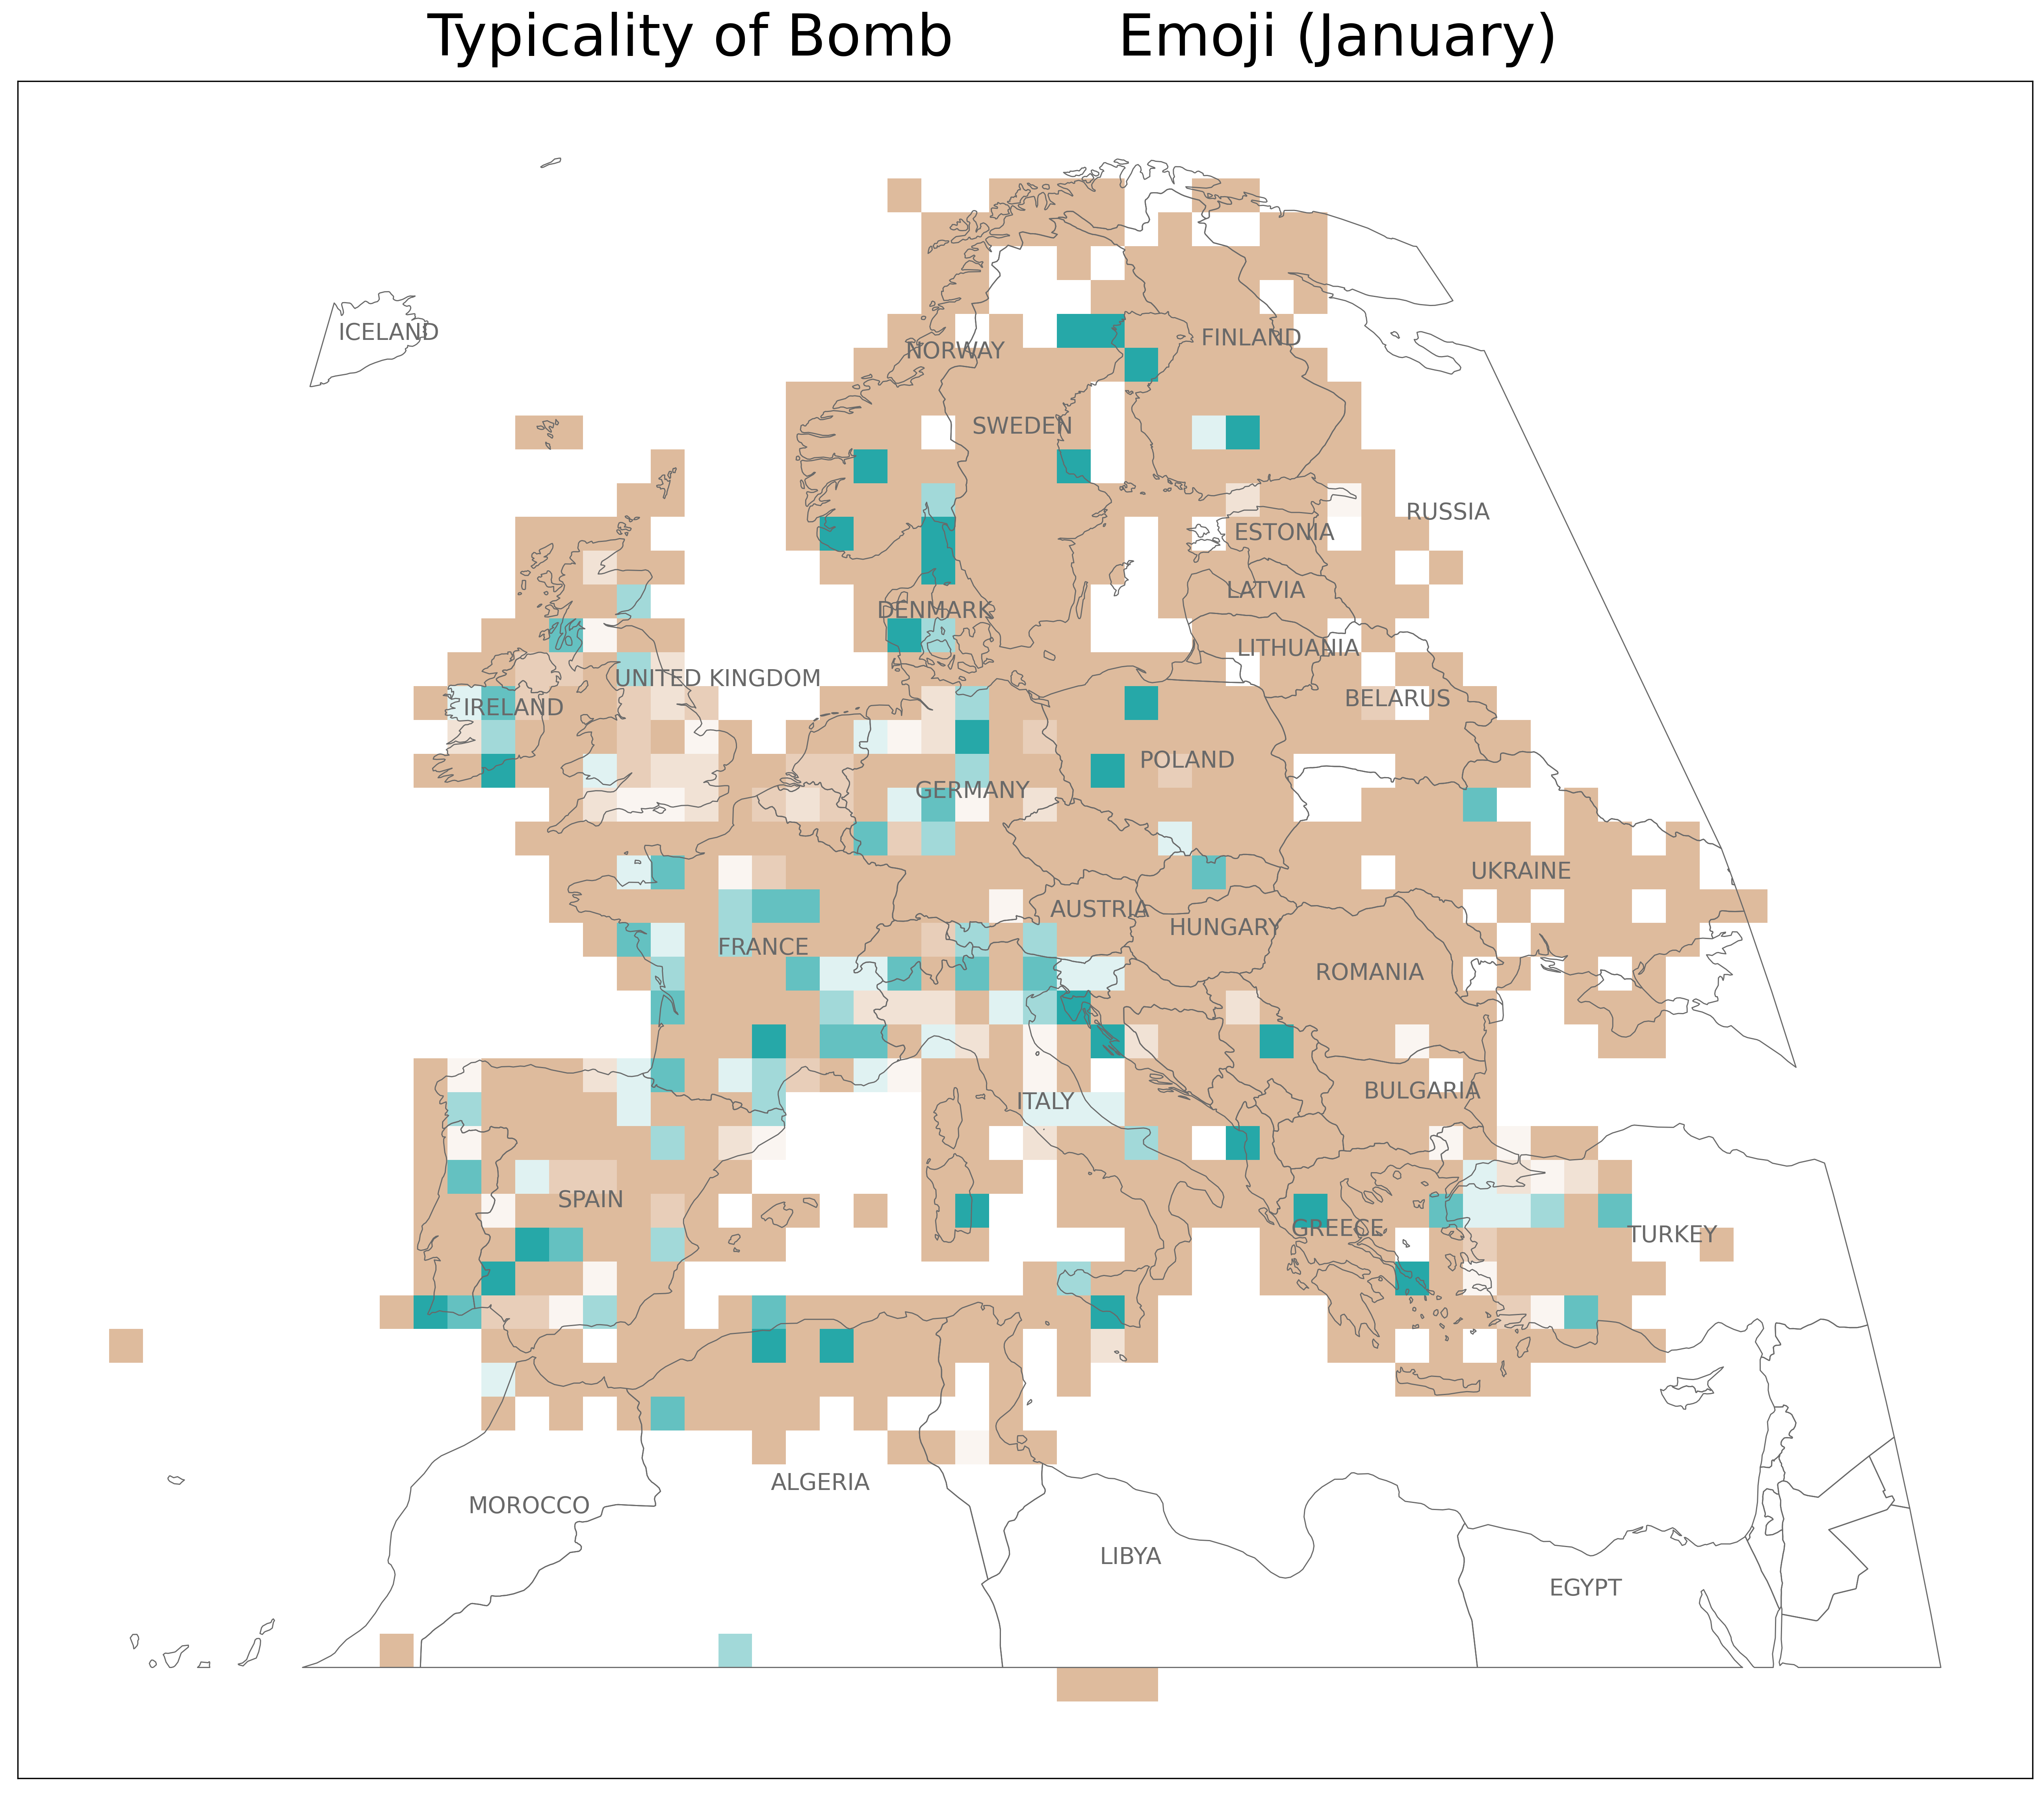 Typicality of Bomb Emoji (January)
ICELAND
NORWAY
FINLAND
SWEDEN
RUSSIA
ESTONIA
LATVIA
DENMARK
LITHUANIA
UNITED KINGDOM
IRELAND
BELARUS
POLAND
GERMANY
UKRAINE
AUSTRIA
HUNGARY
FRANCE
ROMANIA
BULGARIA
ITALY
SPAIN
GREECE
TURKEY
ALGERIA
MOROCCO
LIBYA
EGYPT